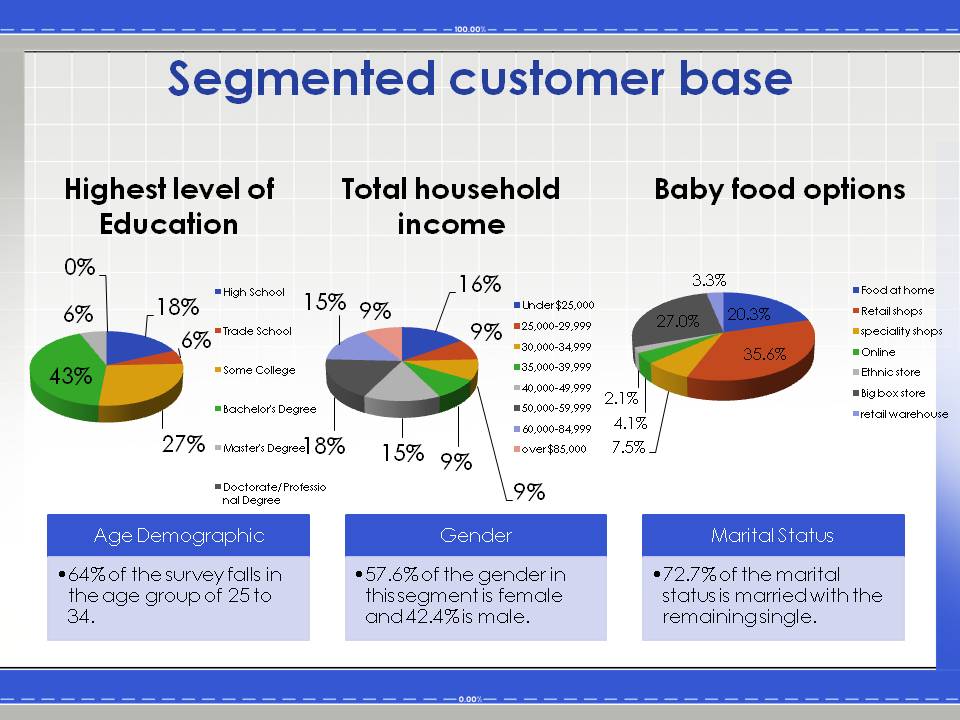 100.00%
Segmented customer base
Highest level of
Education
0%
6%
18%
6%
43%
27%
High School
Trade School
Some College
Bachelor's Degree
Master's Degree
Doctorate/Professio
nal Degree
Total household
income
15%
9%
16%
9%
18%
15%
9%
9%
Under $25,000
25,000-29,999
30,000-34,999
35,000-39,999
40,000-49,999
50,000-59,999
60,000-84,999
over $85,000
Baby food options
3.3%
27.0%
20.3%
35.6%
2.1%
4.1%
7.5%
Food at home
Retail shops
speciality shops
Online
Ethnic store
Big box store
retail warehouse
Age Demographic
•64% of the survey falls in
the age group of 25 to
34.
Gender
•57.6% of the gender in
this segment is female
and 42.4% is male.
Marital Status
•72.7% of the marital
status is married with the
remaining single.
0.00%